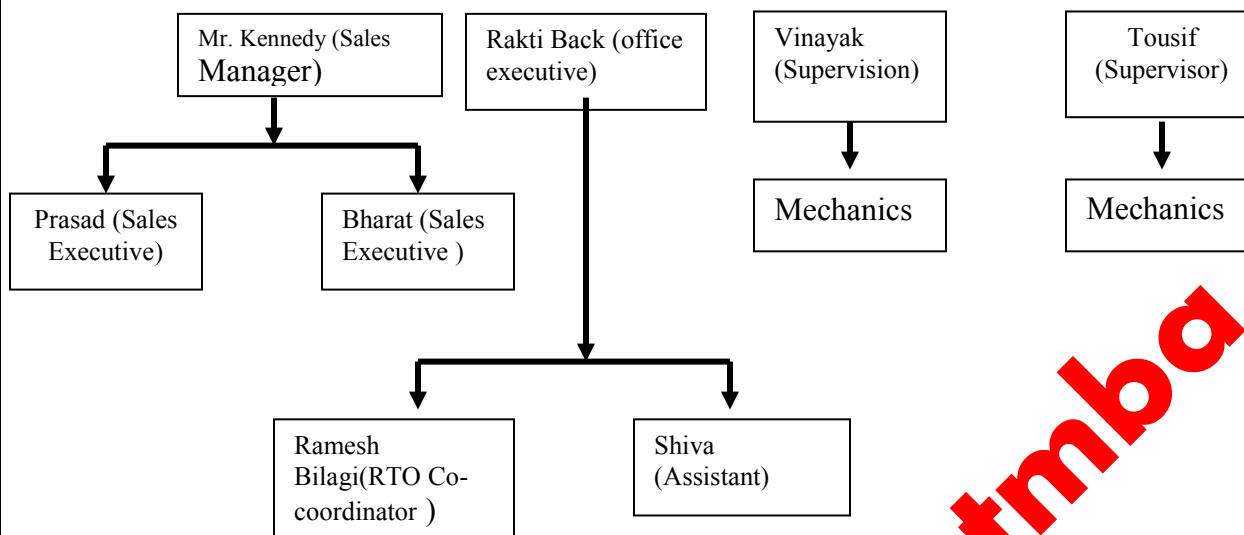 Mr. Kennedy (Sales
Manager)
Rakti Back (office
executive)
Vinayak
(Supervision)
Tousif
(Supervisor)
Prasad (Sales
Executive)
Bharat (Sales
Executive )
Mechanics
Mechanics
Ramesh
Bilagi(RTO Co-
coordinator )
Shiva
(Assistant)
tmba